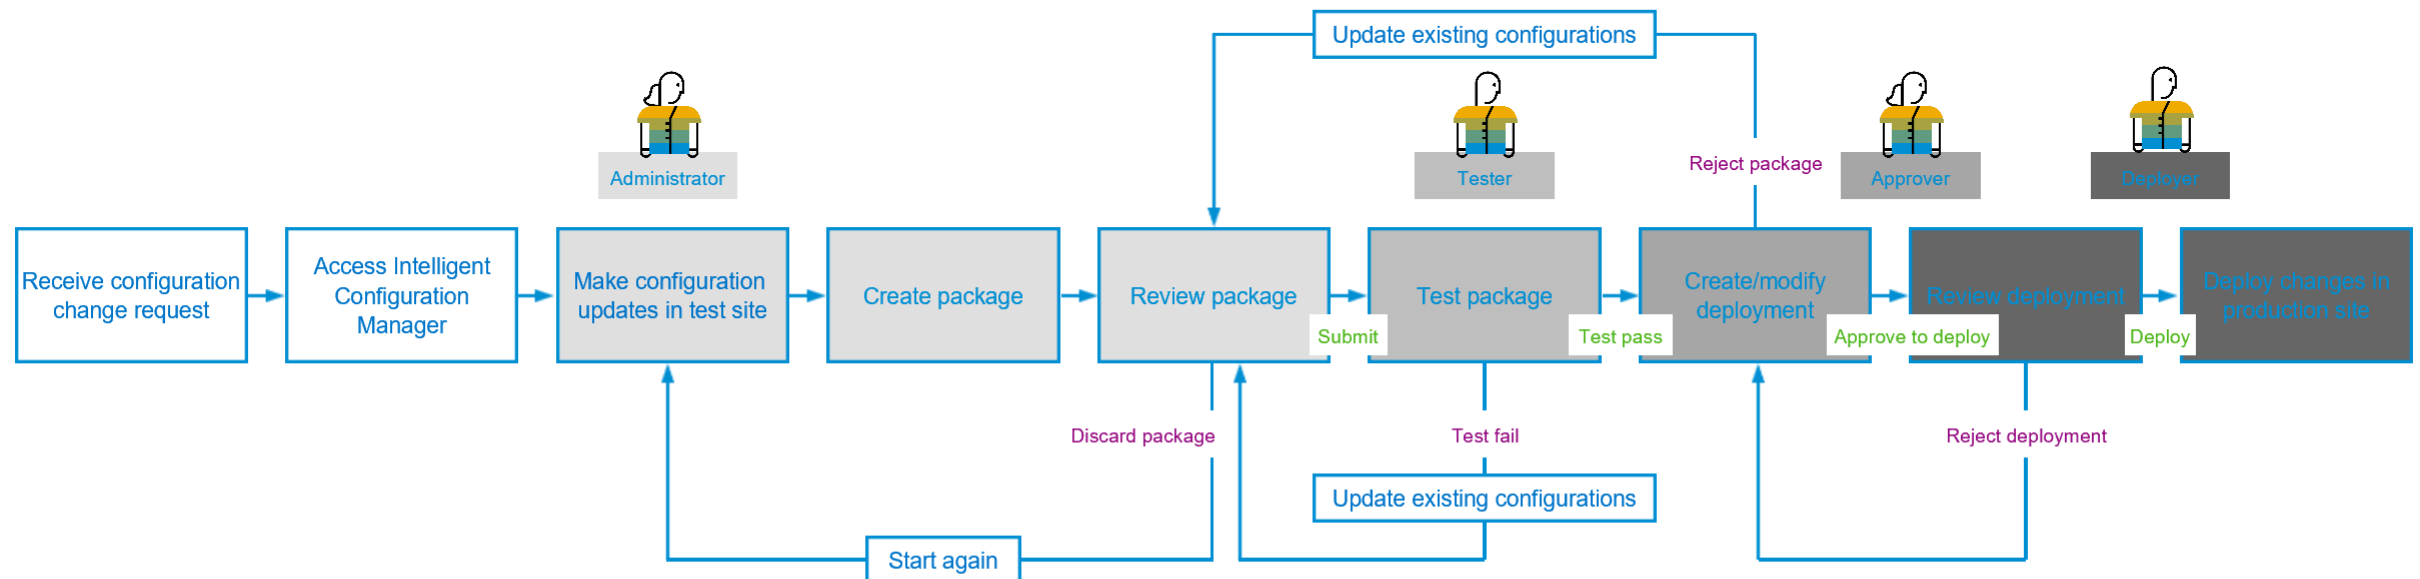 Update existing configurations
Administrator
Tester
Reject package
Approver
Deployer
Receive configuration
change request
Access Intelligent
Configuration
Manager
Make configuration
updates in test site
Create package
Review package
Submit
Test package
Test pass
Create/modify
deployment
Approve to deploy
Review deployment
Deploy
Deploy changes in
production site
Discard package
Test fail
Reject deployment
Update existing configurations
Start again